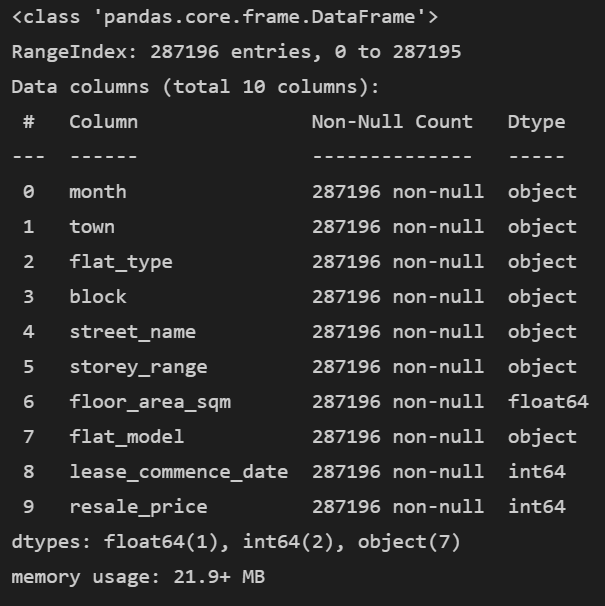 <class 'pandas.core.frame.DataFrame'>
RangeIndex: 287196 entries, 0 to 287195
Data columns (total 10 columns):
 #   Column               Non-Null Count   Dtype
---  ------               --------------   -----
 0   month                287196 non-null  object
 1   town                 287196 non-null  object
 2   flat_type            287196 non-null  object
 3   block                287196 non-null  object
 4   street_name          287196 non-null  object
 5   storey_range         287196 non-null  object
 6   floor_area_sqm       287196 non-null  float64
 7   flat_model           287196 non-null  object
 8   lease_commence_date  287196 non-null  int64
 9   resale_price         287196 non-null  int64
dtypes: float64(1), int64(2), object(7)
memory usage: 21.9+ MB